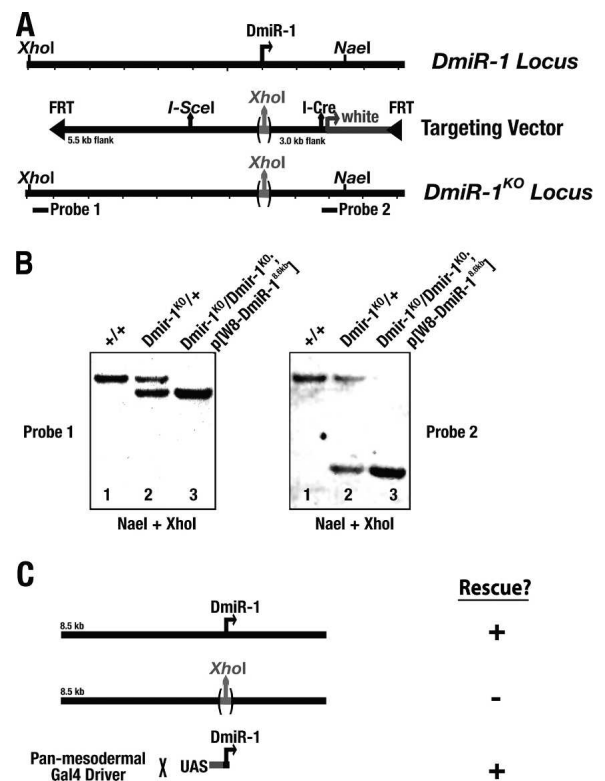 A
XhoI
DmiR-1
NaeI
DmiR-1 Locus
FRT
I-SceI
XhoI
I-Cre
white
FRT
5.5 kb flank
3.0 kb flank
Targeting Vector
XhoI
XhoI
NaeI
DmiR-1KO Locus
Probe 1
Probe 2
B
+/+
Dmir-1KO/+
Dmir-1KO/Dmir-1KO;
p[W8-DmiR-1 8.6kb]
+/+
Dmir-1KO/+
Dmir-1KO/Dmir-1KO;
p[W8-DmiR-1 8.6kb]
Probe 1
Probe 2
1 2 3
1 2 3
NaeI + XhoI
NaeI + XhoI
C
Rescue?
8.5 kb
DmiR-1
+
XhoI
8.5 kb
-
DmiR-1
Pan-mesodermal
Gal4 Driver
X
UAS
+